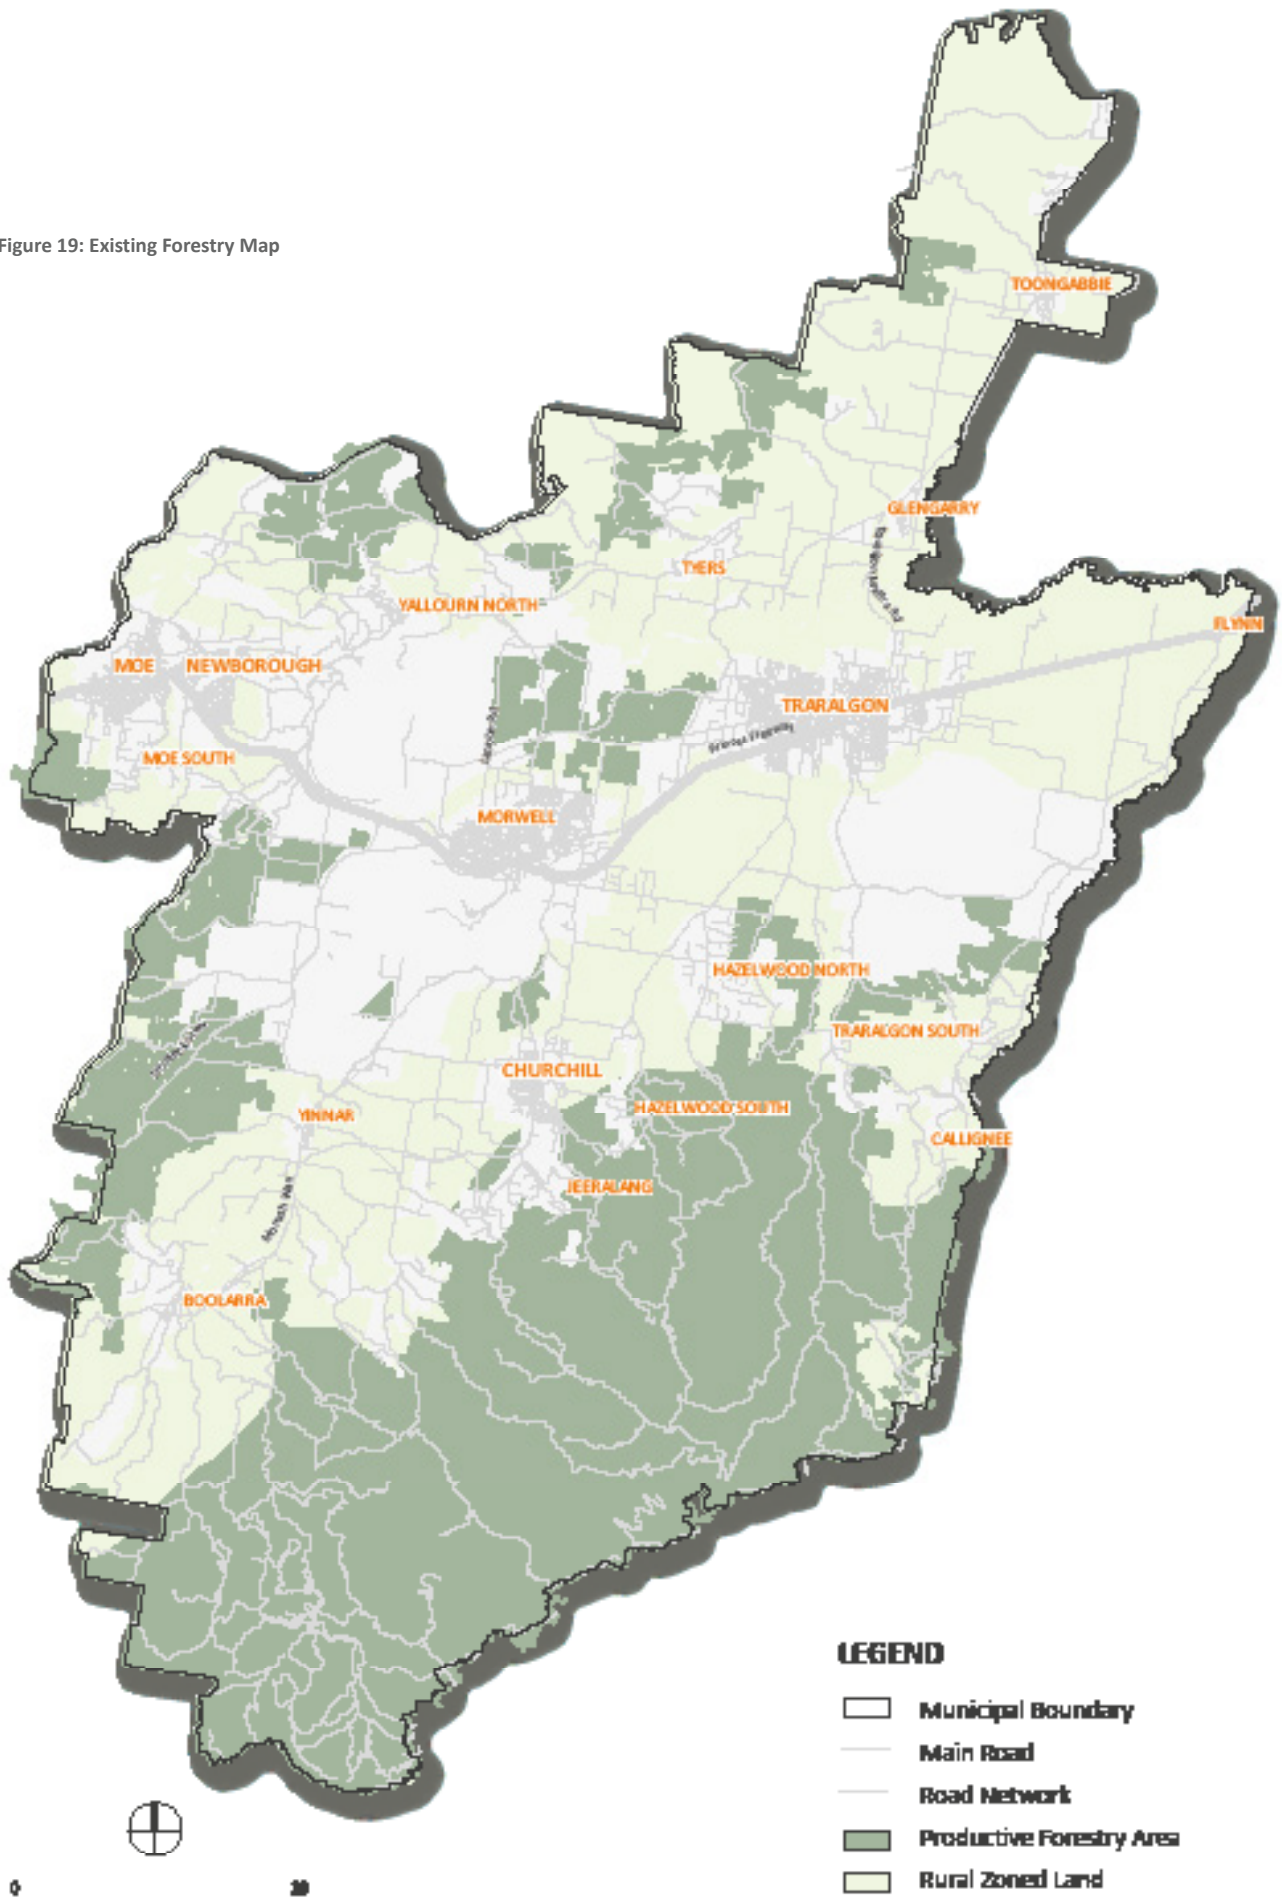 Figure 19: Existing Forestry Map
TOONGABBIE
GLENGARRY
TYERS
YALLOURN NORTH
FLYNN
MOE
NEWBOROUGH
TRARALGON
Princes Freeway
MOE SOUTH
MORWELL
HAZELWOOD NORTH
TRARALGON SOUTH
CHURCHILL
HAZELWOOD SOUTH
YINNAR
CALLIGNEE
JEERALANG
BOOLARRA
LEGEND
Municipal Boundary
Main Road
Road Network
Productive Forestry Area
Rural Zoned Land
0